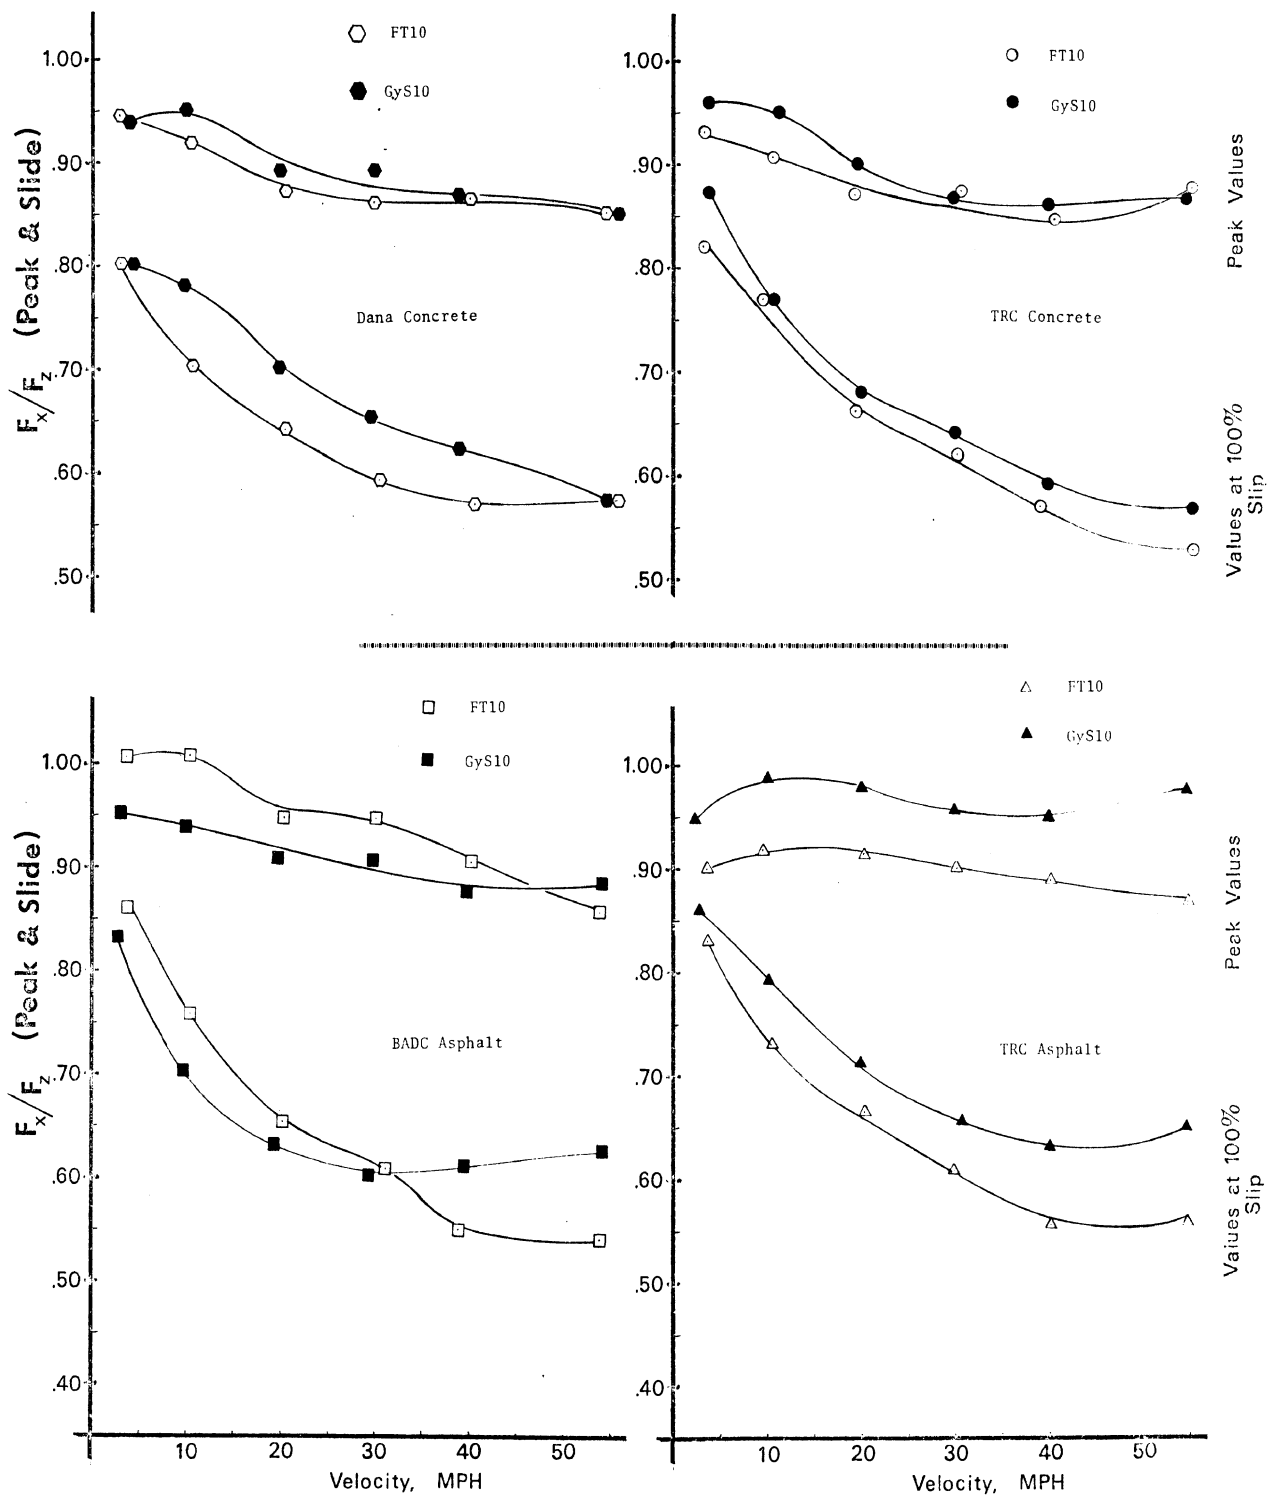 FT10
GyS10
1.00
.90
.80
.70
.60
.50
F_x/F_z (Peak & Slide)
Dana Concrete
FT10
GyS10
1.00
.90
.80
.70
.60
.50
TRC Concrete
Peak Values
Values at 100%
Slip
FT10
GyS10
1.00
.90
.80
.70
.60
.50
.40
F_x/F_z (Peak & Slide)
BADC Asphalt
10 20 30 40 50
Velocity, MPH
FT10
GyS10
1.00
.90
.80
.70
.60
.50
.40
TRC Asphalt
Peak Values
Values at 100%
Slip
10 20 30 40 50
Velocity, MPH